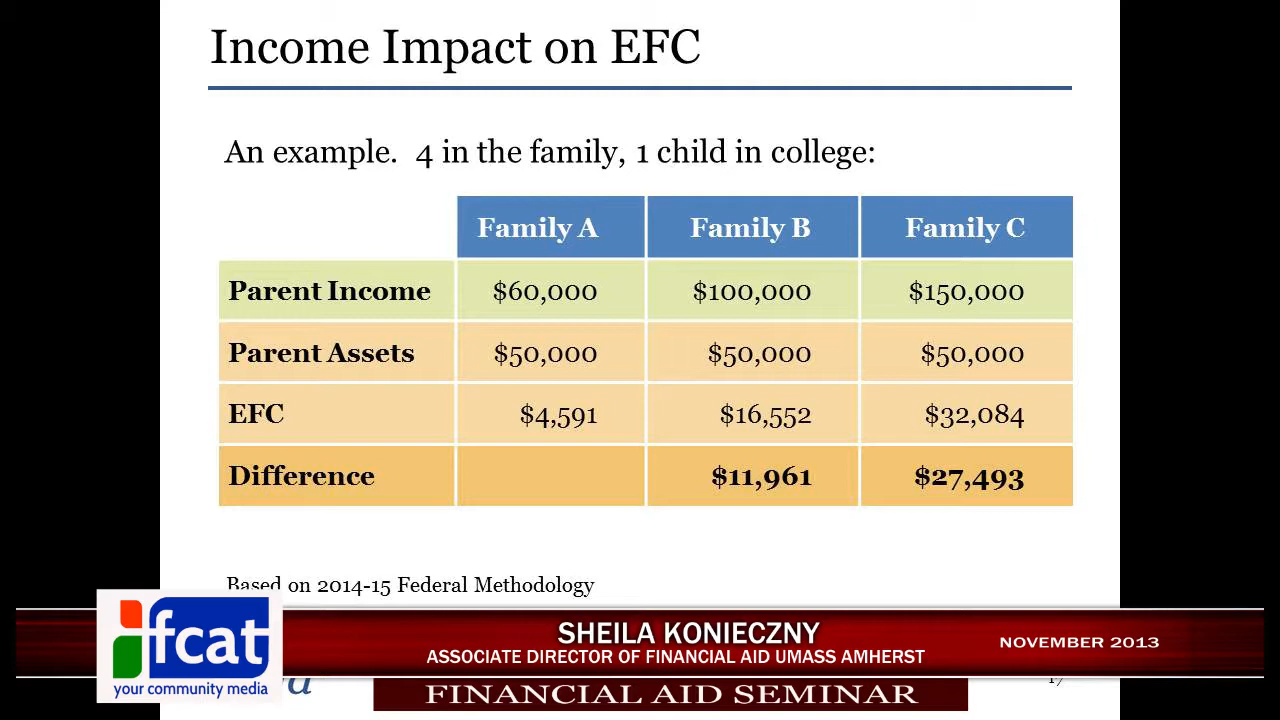 Income Impact on EFC
An example. 4 in the family, 1 child in college:
Family A Family B Family C
Parent Income $60,000 $100,000 $150,000
Parent Assets $50,000 $50,000 $50,000
EFC $4,591 $16,552 $32,084
Difference $11,961 $27,493
Based on 2014-15 Federal Methodology
fcat
your community media
SHEILA KONIECZNY
ASSOCIATE DIRECTOR OF FINANCIAL AID UMASS AMHERST
NOVEMBER 2013
FINANCIAL AID SEMINAR
17